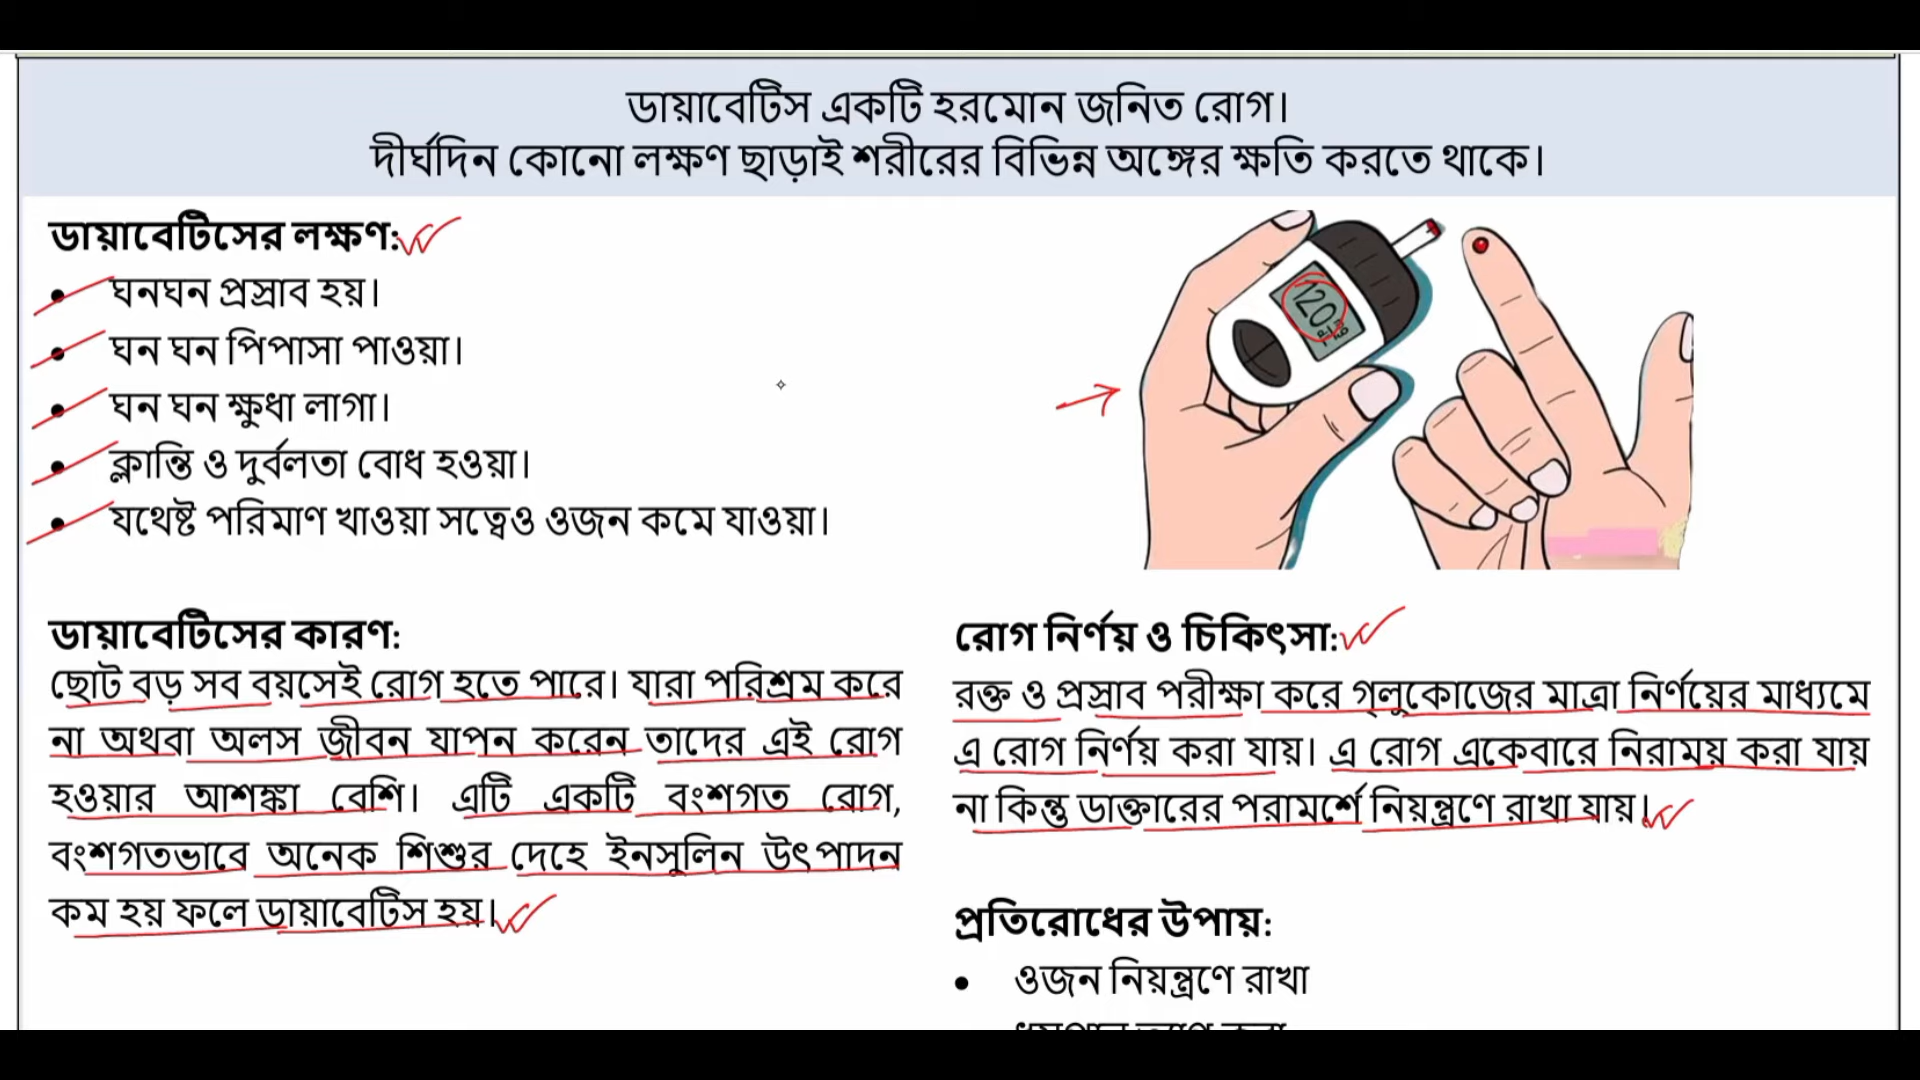 ডায়াবেটিস একটি হরমোন জনিত রোগ।
দীর্ঘদিন কোনো লক্ষণ ছাড়াই শরীরের বিভিন্ন অঙ্গের ক্ষতি করতে থাকে।
ডায়াবেটিসের লক্ষণ:
• ঘনঘন প্রস্রাব হয়।
• ঘন ঘন পিপাসা পাওয়া।
• ঘন ঘন ক্ষুধা লাগা।
• ক্লান্তি ও দুর্বলতা বোধ হওয়া।
• যথেষ্ট পরিমাণ খাওয়া সত্বেও ওজন কমে যাওয়া।
120
ডায়াবেটিসের কারণ:
ছোট বড় সব বয়সেই রোগ হতে পারে। যারা পরিশ্রম করে
না অথবা অলস জীবন যাপন করেন তাদের এই রোগ
হওয়ার আশঙ্কা বেশি। এটি একটি বংশগত রোগ,
বংশগতভাবে অনেক শিশুর দেহে ইনসুলিন উৎপাদন
কম হয় ফলে ডায়াবেটিস হয়।
রোগ নির্ণয় ও চিকিৎসা:
রক্ত ও প্রস্রাব পরীক্ষা করে গ্লুকোজের মাত্রা নির্ণয়ের মাধ্যমে
এ রোগ নির্ণয় করা যায়। এ রোগ একেবারে নিরাময় করা যায়
না কিন্তু ডাক্তারের পরামর্শে নিয়ন্ত্রণে রাখা যায়।
প্রতিরোধের উপায়:
• ওজন নিয়ন্ত্রণে রাখা